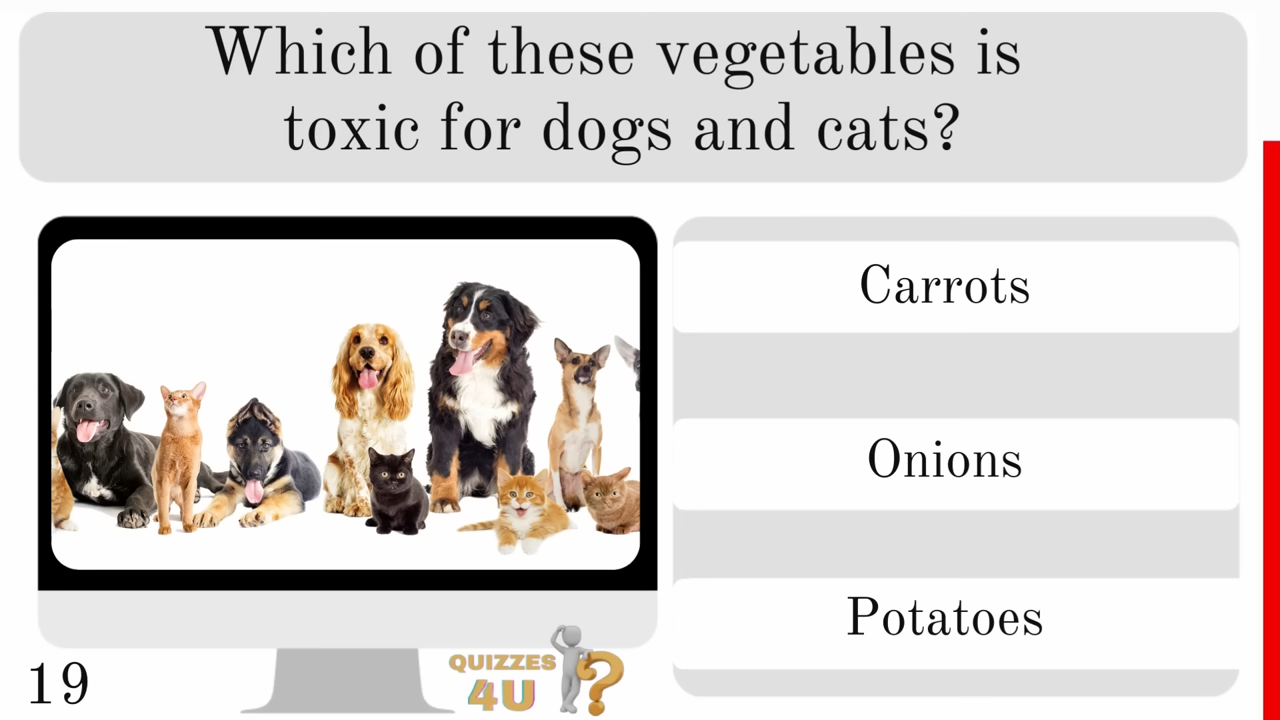 Which of these vegetables is
toxic for dogs and cats?
Carrots
Onions
Potatoes
19
QUIZZES
4U
?